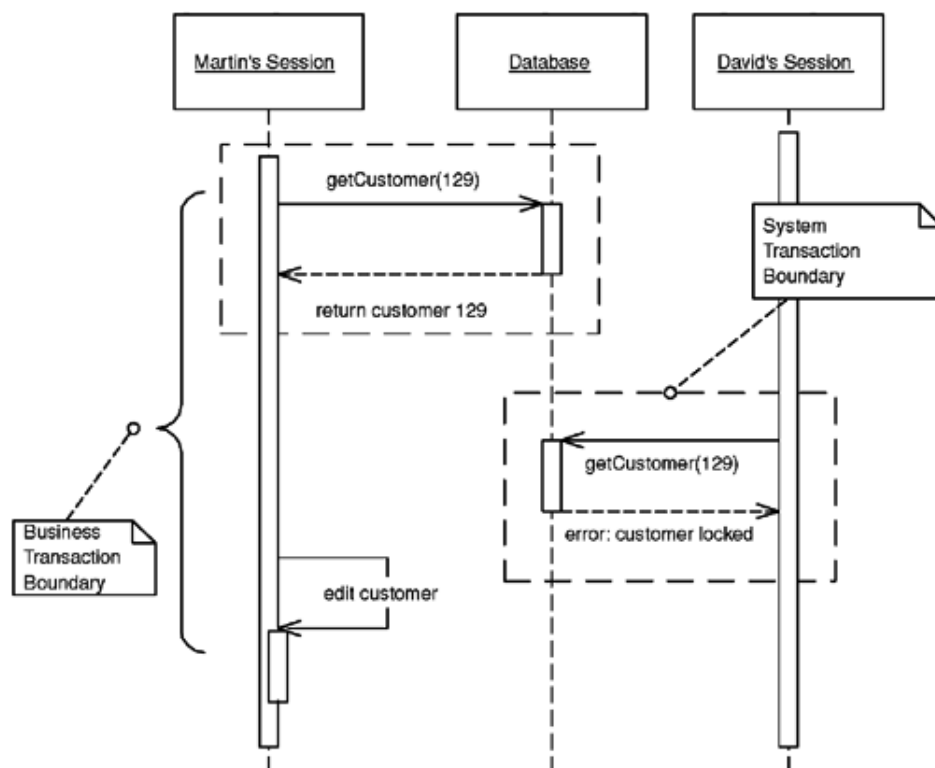 Martin's Session
Database
David's Session
getCustomer(129)
return customer 129
System
Transaction
Boundary
getCustomer(129)
error: customer locked
Business
Transaction
Boundary
edit customer